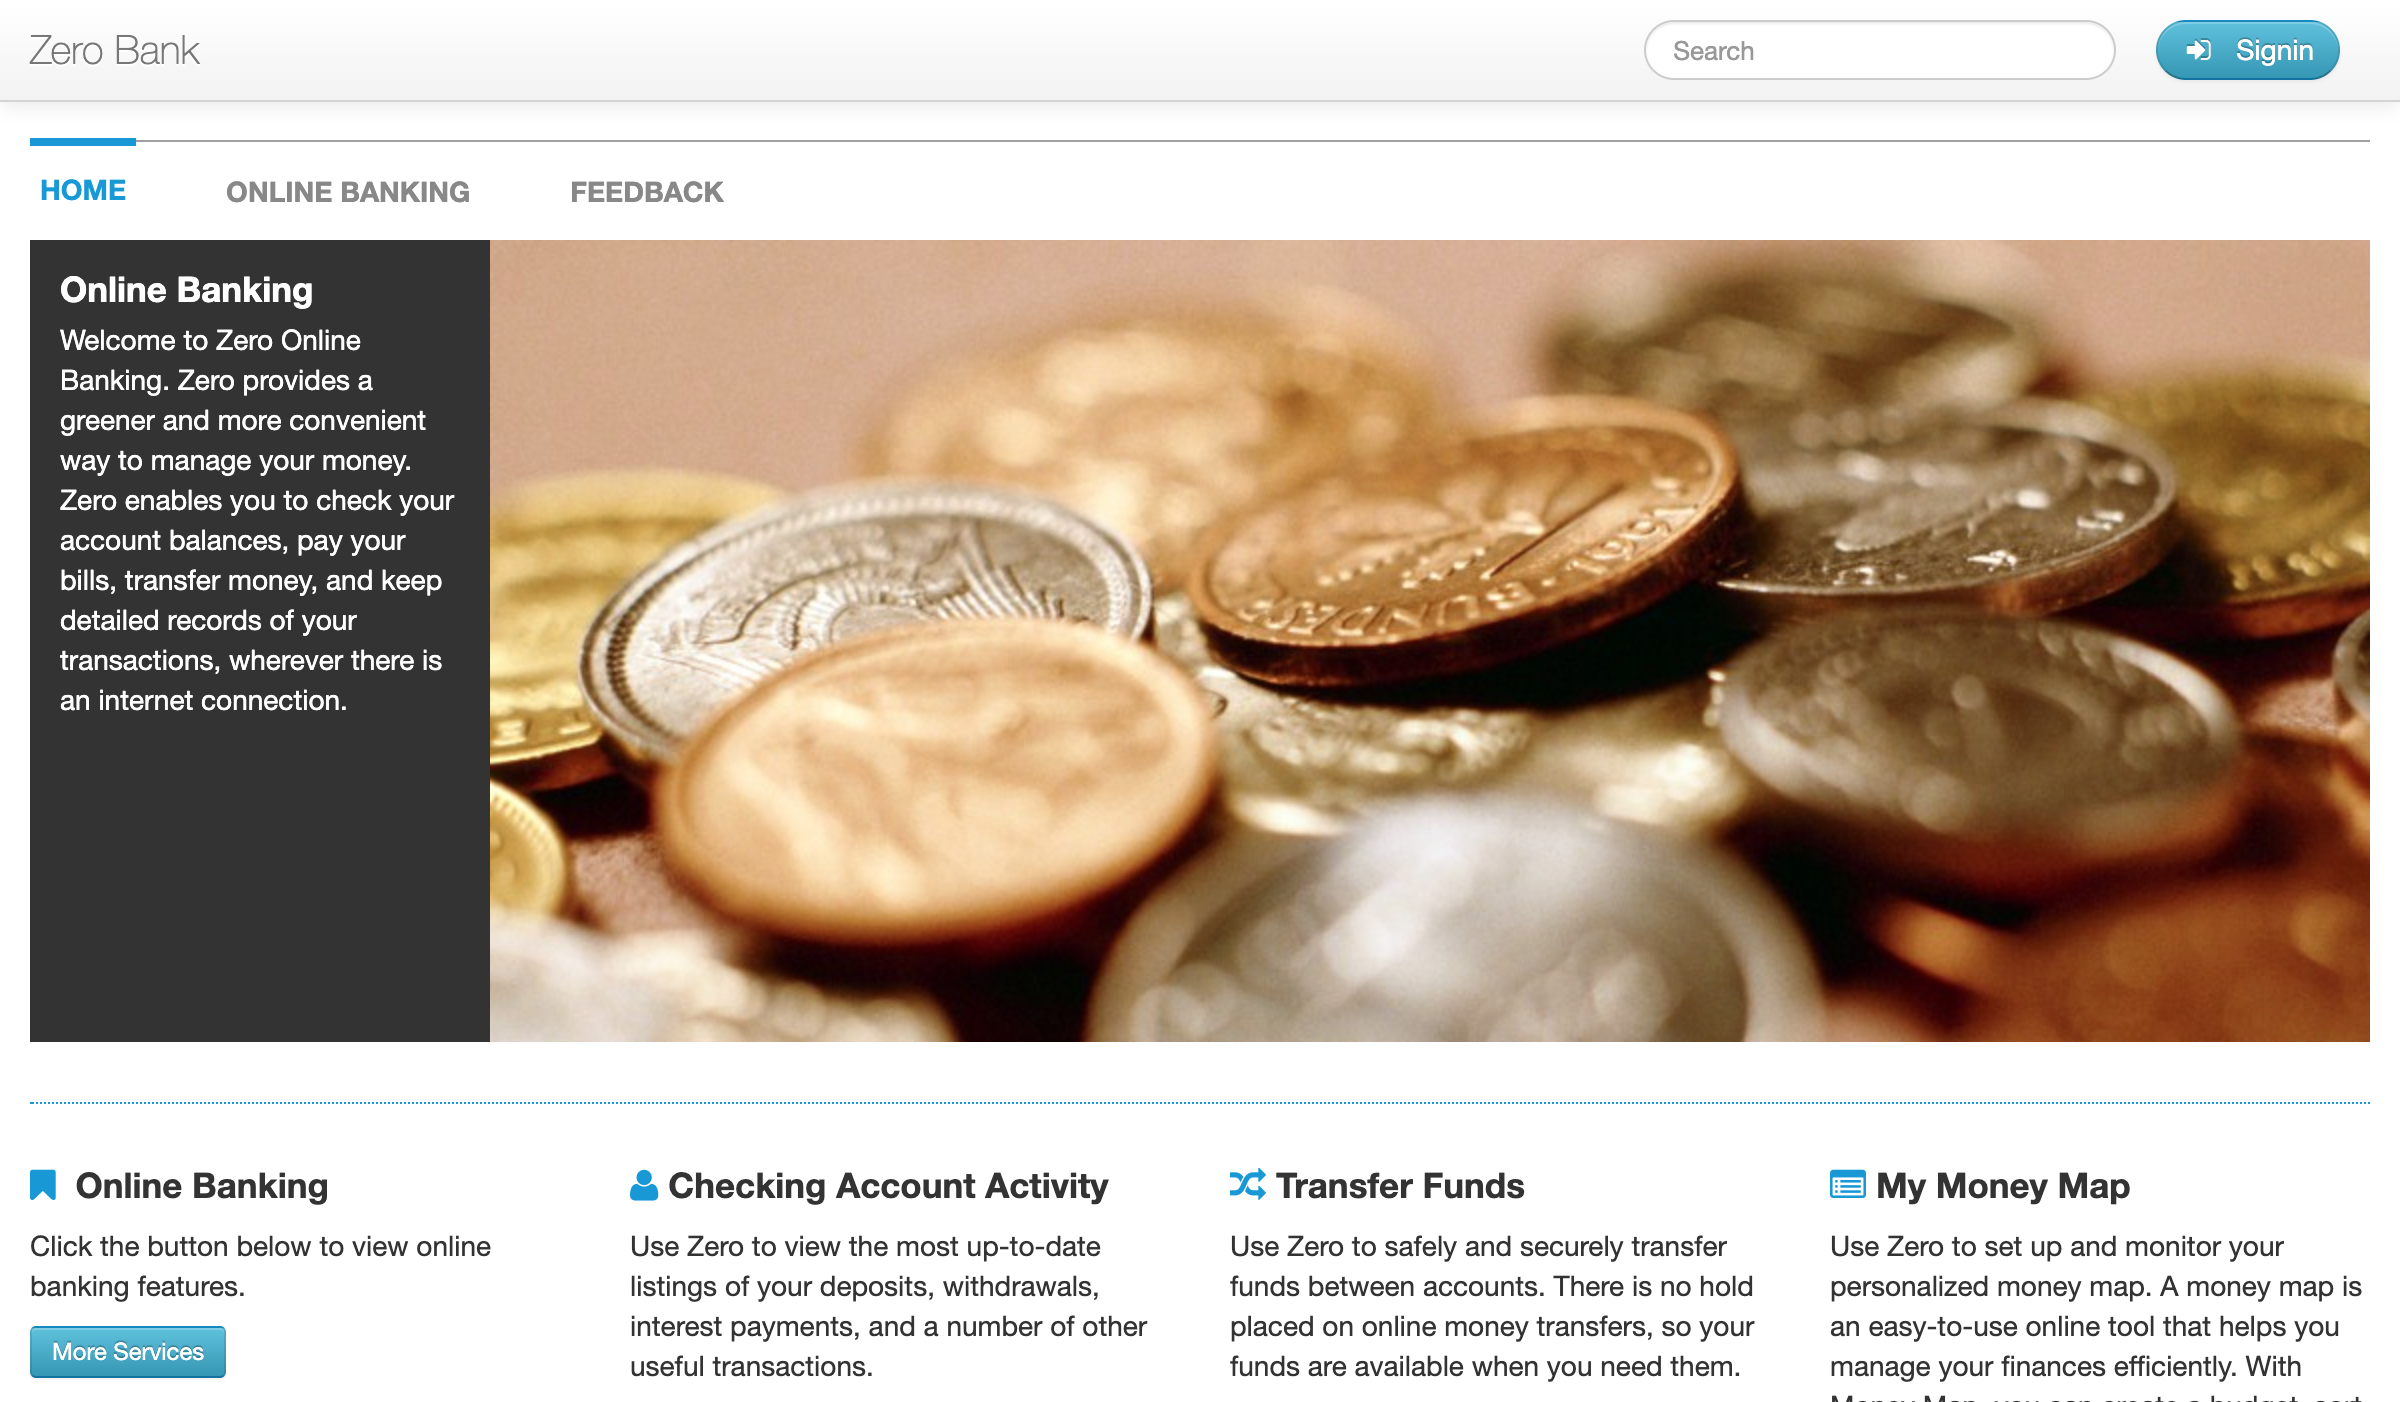 Zero Bank
Search
Signin
HOME
ONLINE BANKING
FEEDBACK
Online Banking
Welcome to Zero Online
Banking. Zero provides a
greener and more convenient
way to manage your money.
Zero enables you to check your
account balances, pay your
bills, transfer money, and keep
detailed records of your
transactions, wherever there is
an internet connection.
Online Banking
Click the button below to view online
banking features.
More Services
Checking Account Activity
Use Zero to view the most up-to-date
listings of your deposits, withdrawals,
interest payments, and a number of other
useful transactions.
Transfer Funds
Use Zero to safely and securely transfer
funds between accounts. There is no hold
placed on online money transfers, so your
funds are available when you need them.
My Money Map
Use Zero to set up and monitor your
personalized money map. A money map is
an easy-to-use online tool that helps you
manage your finances efficiently. With